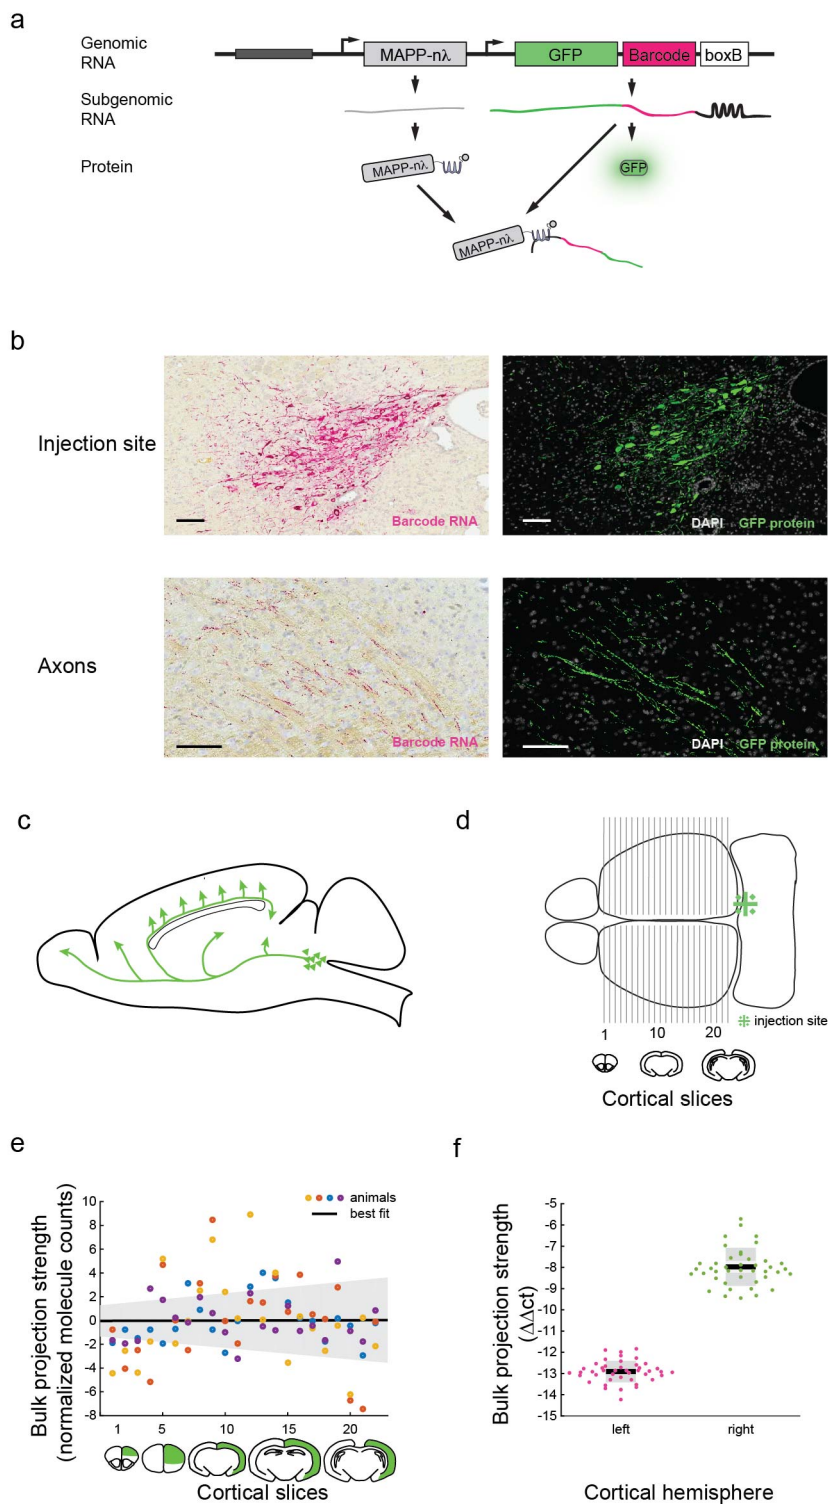 a
Genomic
RNA
MAPP-nλ
GFP
Barcode
boxB
Subgenomic
RNA
Protein
MAPP-nλ
GFP
MAPP-nλ
b
Injection site
Barcode RNA
DAPI GFP protein
Axons
Barcode RNA
DAPI GFP protein
c
d
1 10 20
injection site
Cortical slices
e
Bulk projection strength
(normalized molecule counts)
10
8
6
4
2
0
-2
-4
-6
-8
animals
best fit
1 5 10 15 20
Cortical slices
f
Bulk projection strength
(ΔΔct)
-5
-6
-7
-8
-9
-10
-11
-12
-13
-14
-15
left right
Cortical hemisphere